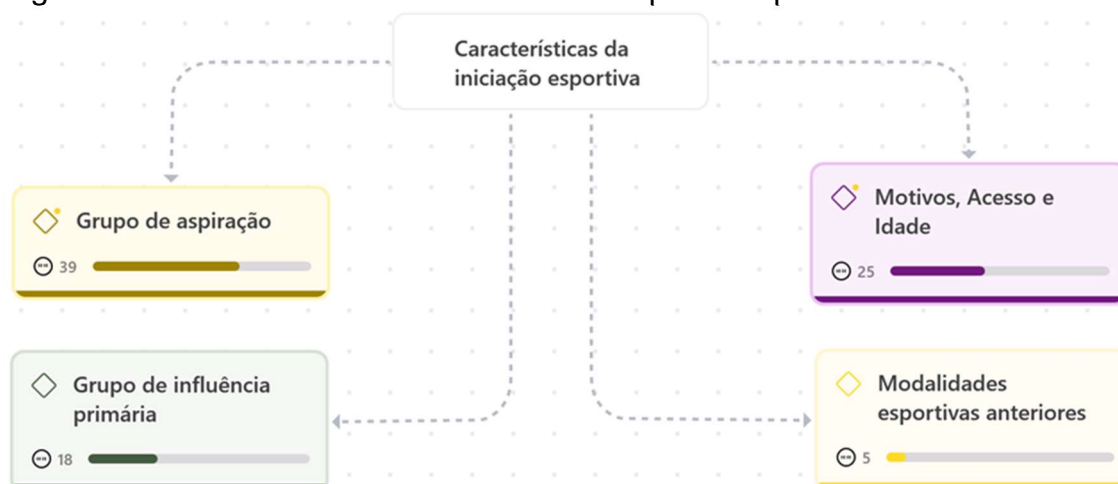 Características da
iniciação esportiva
Grupo de aspiração
39
Motivos, Acesso e
Idade
25
Grupo de influência
primária
18
Modalidades
esportivas anteriores
5